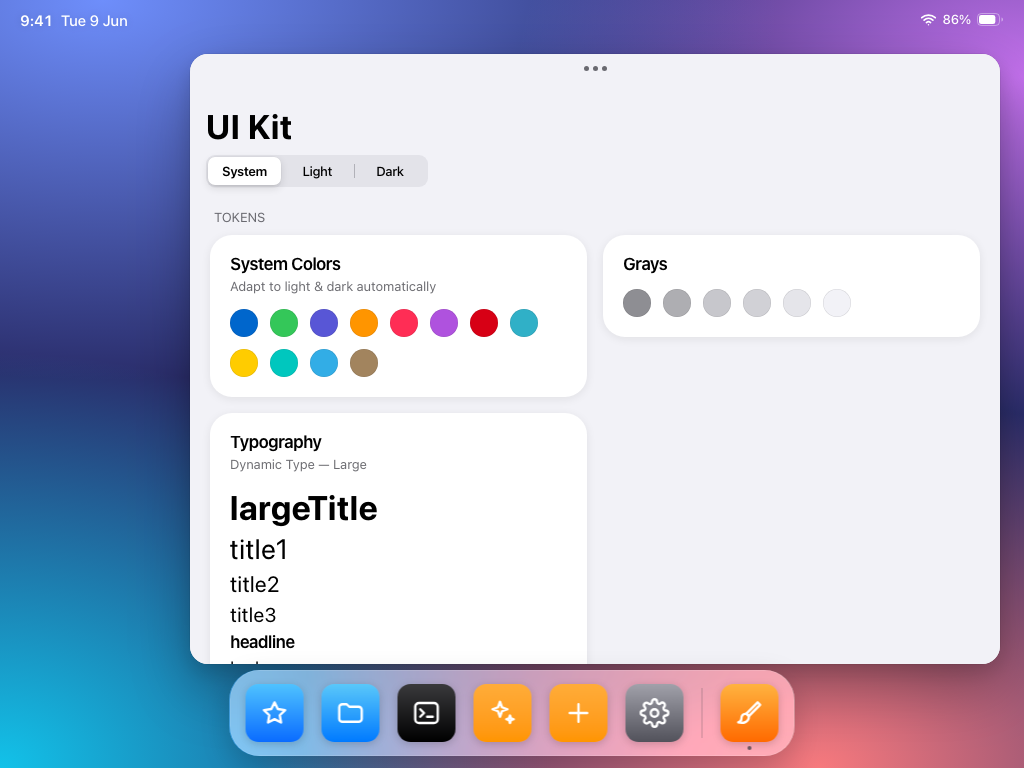 9:41 Tue 9 Jun
86%
UI Kit
System Light Dark
TOKENS
System Colors
Adapt to light & dark automatically
Grays
Typography
Dynamic Type — Large
largeTitle
title1
title2
title3
headline